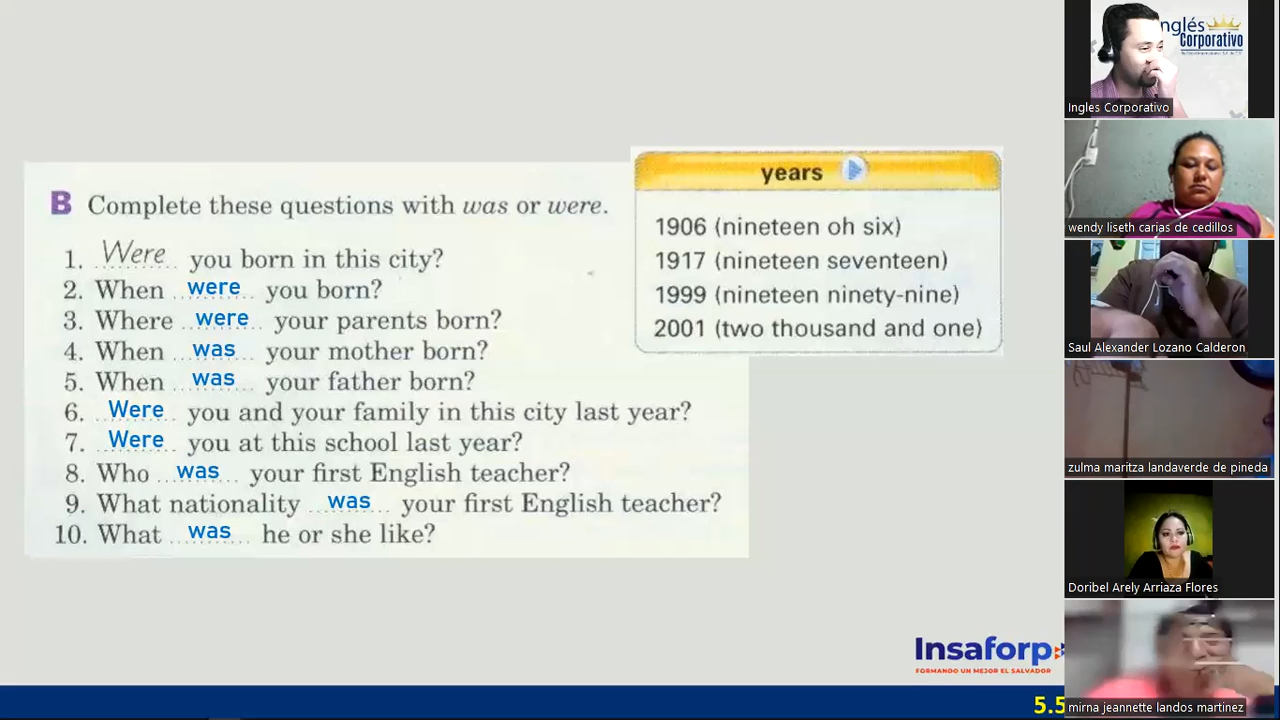 B Complete these questions with was or were.
1. Were you born in this city?
2. When were you born?
3. Where were your parents born?
4. When was your mother born?
5. When was your father born?
6. Were you and your family in this city last year?
7. Were you at this school last year?
8. Who was your first English teacher?
9. What nationality was your first English teacher?
10. What was he or she like?
years
1906 (nineteen oh six)
1917 (nineteen seventeen)
1999 (nineteen ninety-nine)
2001 (two thousand and one)
Insaforp
FORMANDO UN MEJOR EL SALVADOR
5.5
nglés
Corporativo
Ingles Corporativo
wendy liseth carias de cedillos
Saul Alexander Lozano Calderon
zulma maritza landaverde de pineda
Doribel Arely Arriaza Flores
mirna jeannette landos martinez